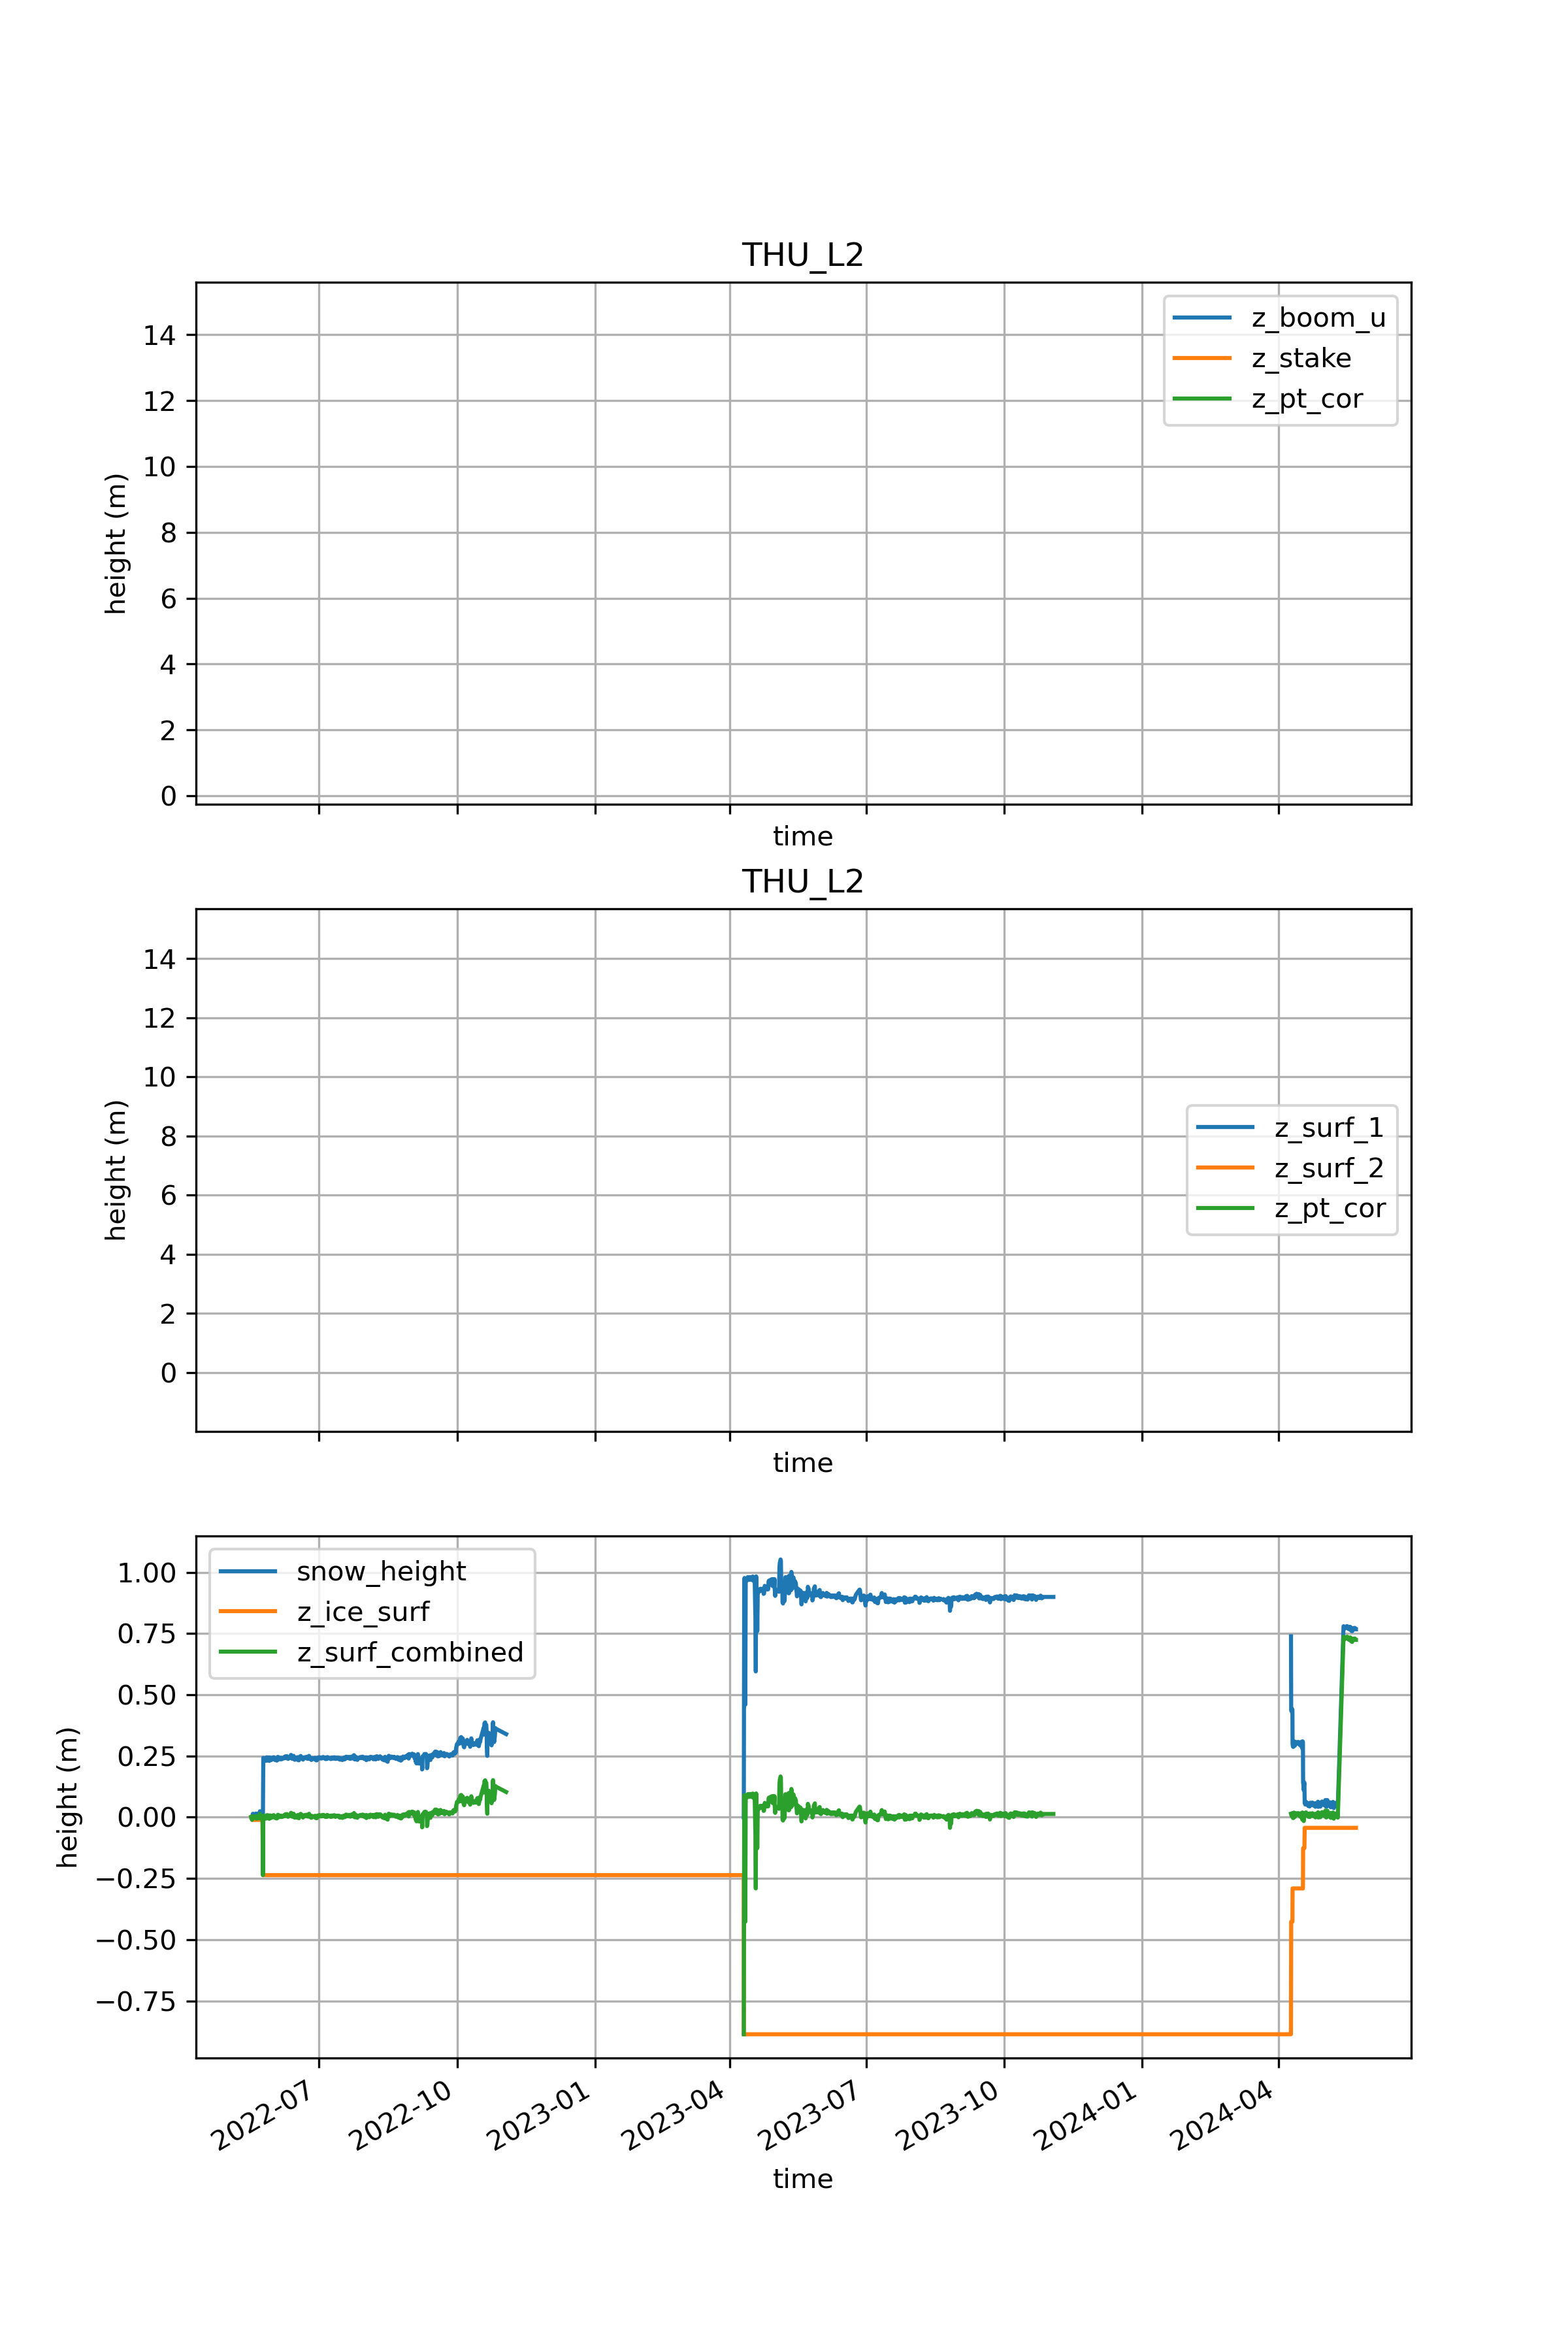 THU_L2
14
12
10
8
6
4
2
0
height (m)
z_boom_u
z_stake
z_pt_cor
time
THU_L2
14
12
10
8
6
4
2
0
height (m)
z_surf_1
z_surf_2
z_pt_cor
time
1.00
0.75
0.50
0.25
0.00
−0.25
−0.50
−0.75
height (m)
snow_height
z_ice_surf
z_surf_combined
2022-07
2022-10
2023-01
2023-04
2023-07
2023-10
2024-01
2024-04
time